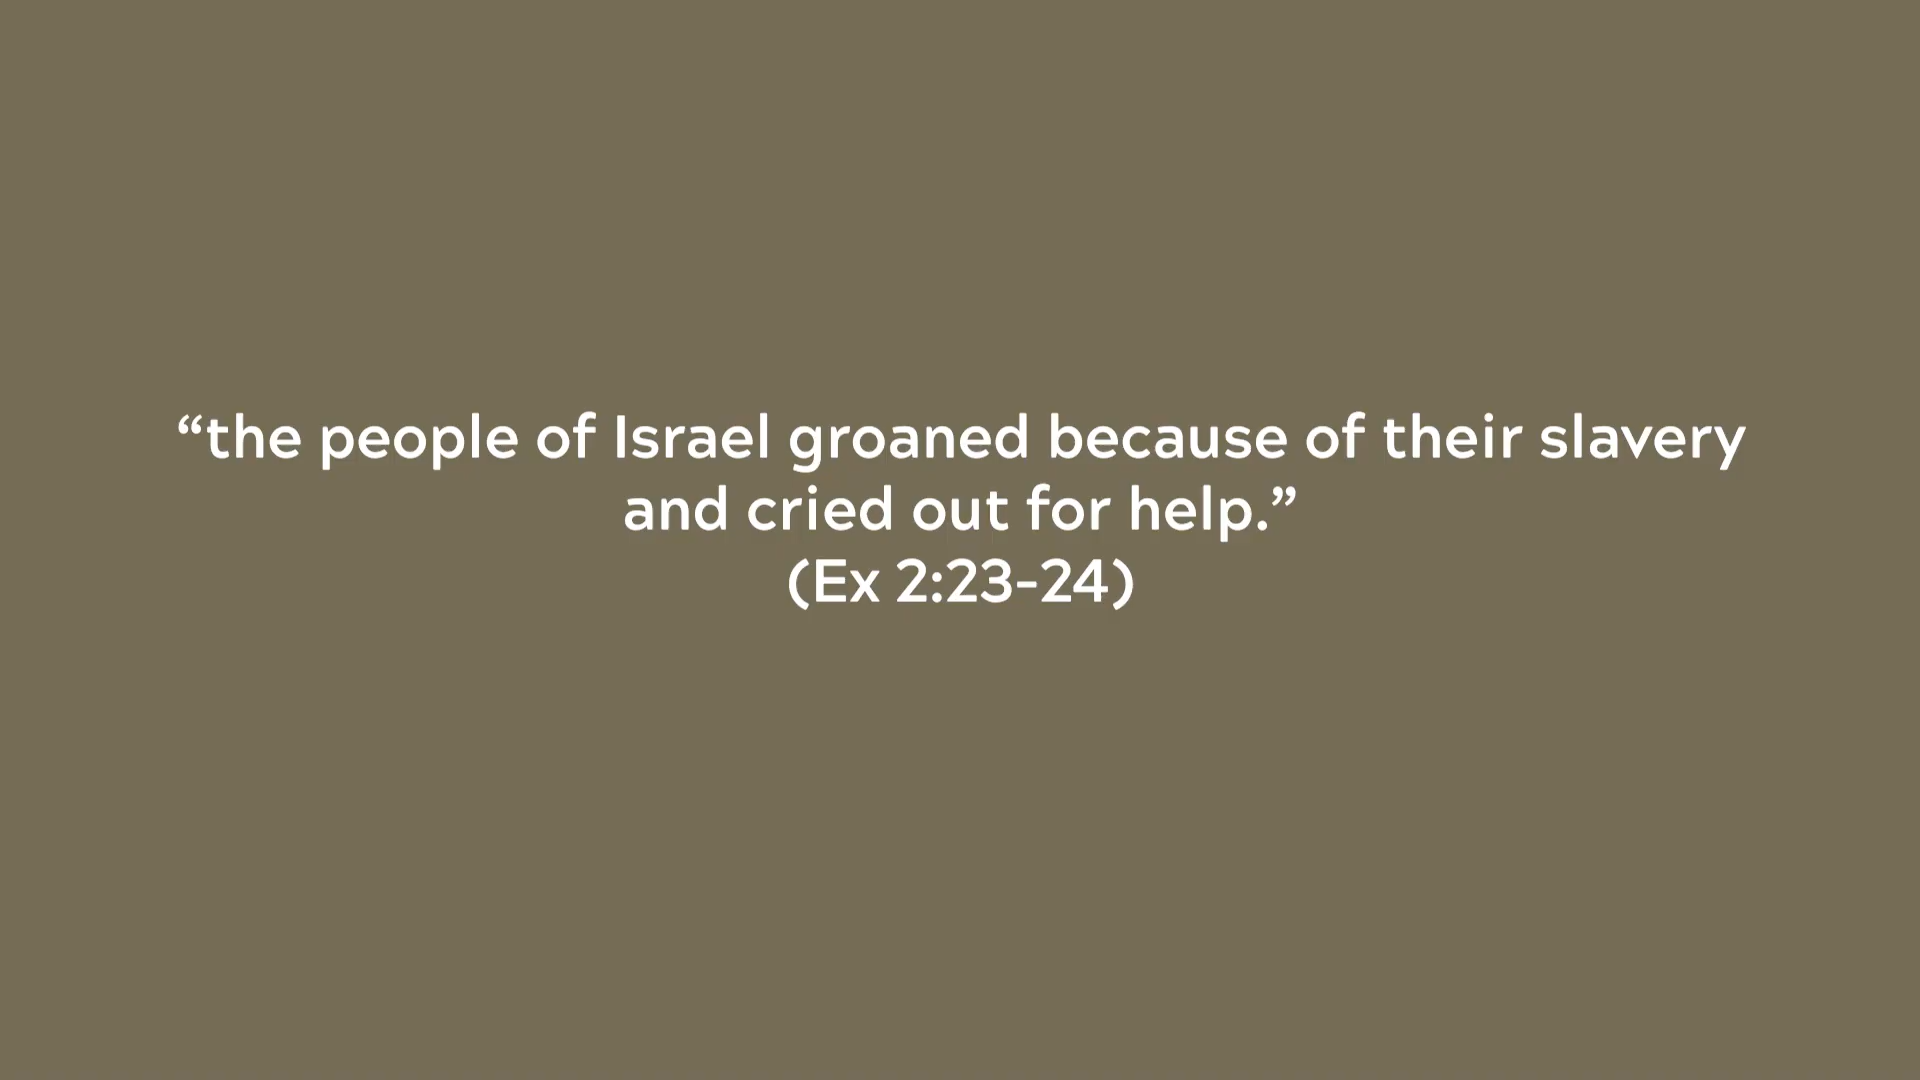 “the people of Israel groaned because of their slavery
and cried out for help.”
(Ex 2:23-24)